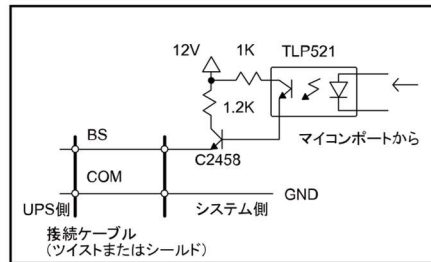 12V
1K
TLP521
1.2K
BS
C2458
マイコンポートから
COM
GND
UPS側
システム側
接続ケーブル
(ツイストまたはシールド)